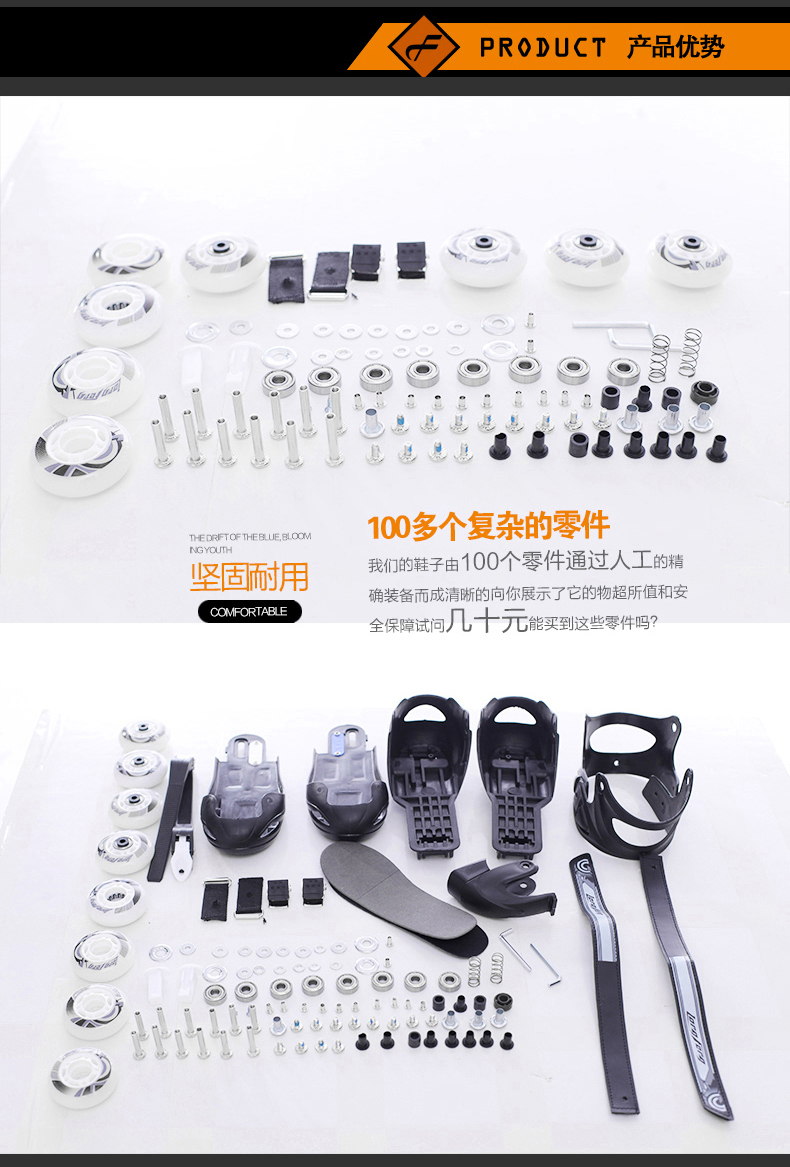 PRODUCT 产品优势
THE DRIFT OF THE BLUE, BLOOM
ING YOUTH
坚固耐用
COMFORTABLE
100多个复杂的零件
我们的鞋子由100个零件通过人工的精
确装备而成清晰的向你展示了它的物超所值和安
全保障试问几十元能买到这些零件吗?